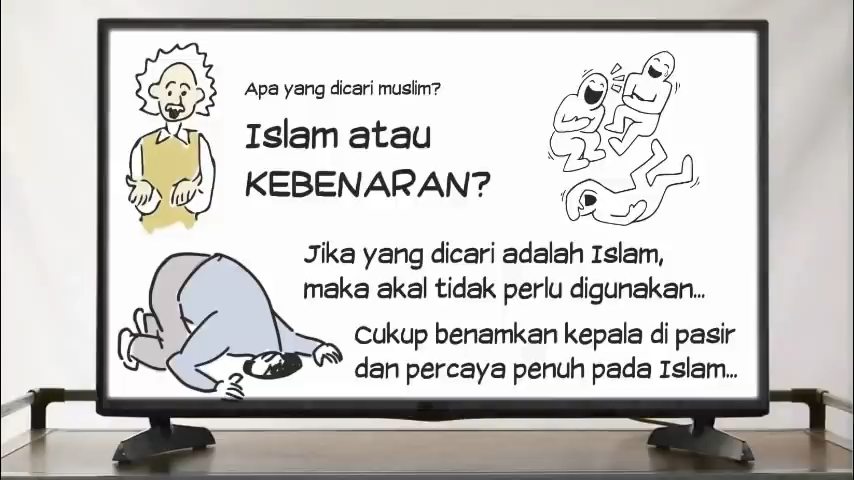 Apa yang dicari muslim?
Islam atau
KEBENARAN?
Jika yang dicari adalah Islam,
maka akal tidak perlu digunakan...
Cukup benamkan kepala di pasir
dan percaya penuh pada Islam...